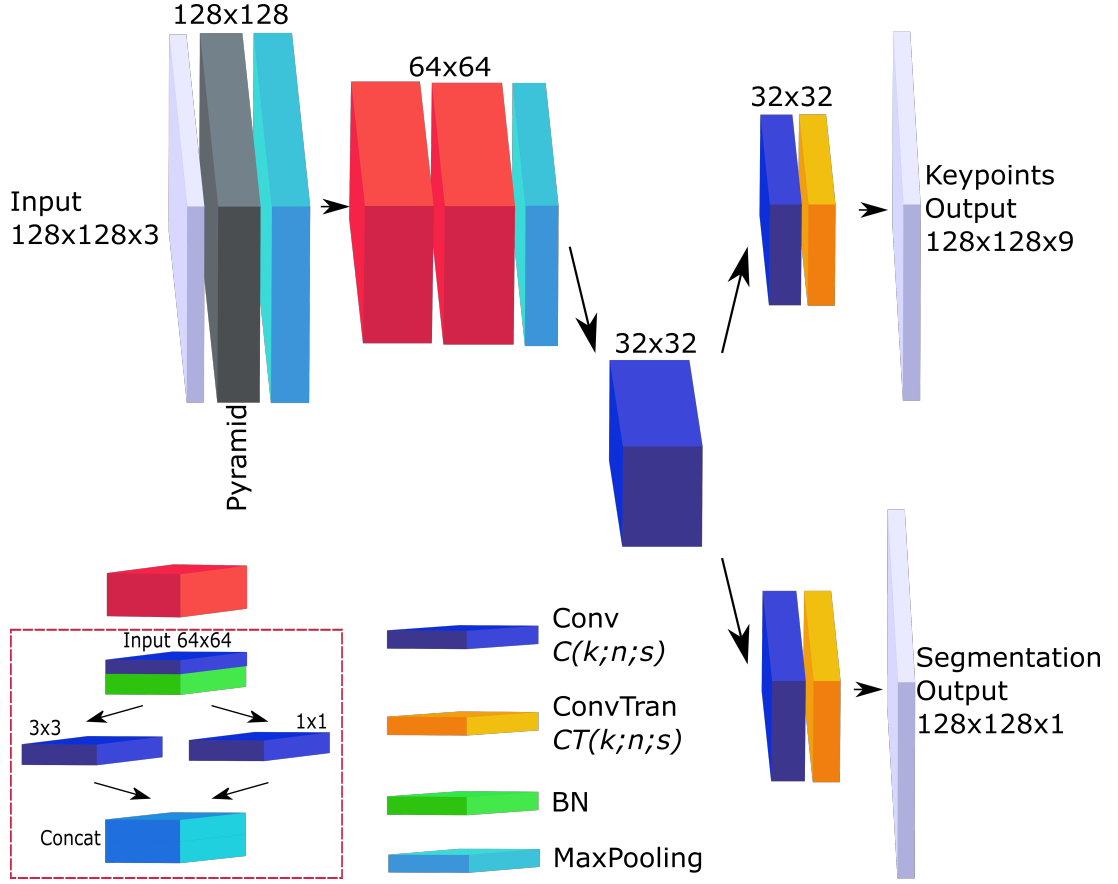 128x128
64x64
32x32
Input
128x128x3
Keypoints
Output
128x128x9
32x32
Pyramid
Input 64x64
3x3
1x1
Concat
Conv
C(k;n;s)
ConvTran
CT(k;n;s)
BN
MaxPooling
Segmentation
Output
128x128x1